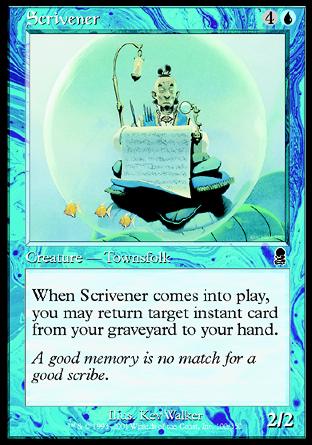 Scrivener 4
Creature — Townsfolk
When Scrivener comes into play,
you may return target instant card
from your graveyard to your hand.
A good memory is no match for a
good scribe.
Illus. Kev Walker
2/2